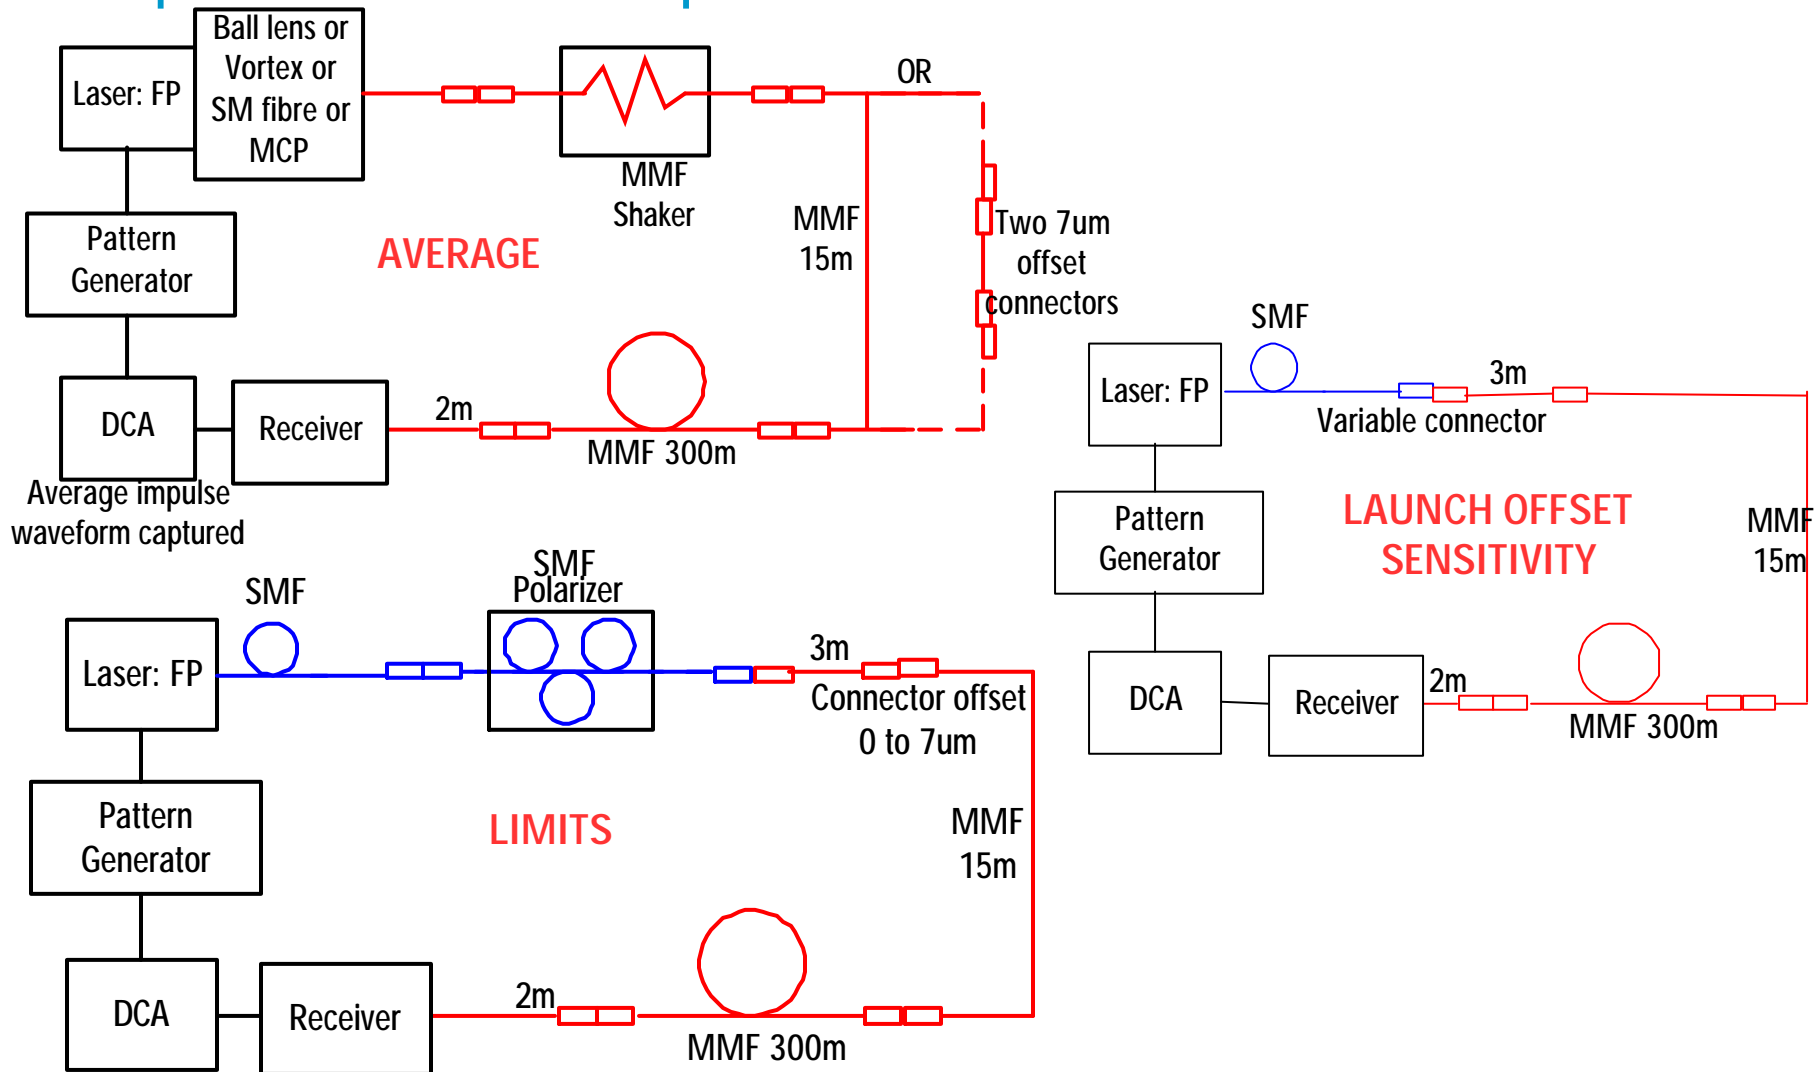 Ball lens or
Vortex or
SM fibre or
MCP
Laser: FP
OR
MMF
Shaker
MMF
15m
Two 7um
offset
connectors
Pattern
Generator
AVERAGE
DCA
Receiver
2m
MMF 300m
Average impulse
waveform captured
SMF
Laser: FP
3m
Variable connector
Pattern
Generator
LAUNCH OFFSET
SENSITIVITY
MMF
15m
DCA
Receiver
2m
MMF 300m
SMF
SMF
Polarizer
Laser: FP
3m
Connector offset
0 to 7um
Pattern
Generator
LIMITS
MMF
15m
DCA
Receiver
2m
MMF 300m